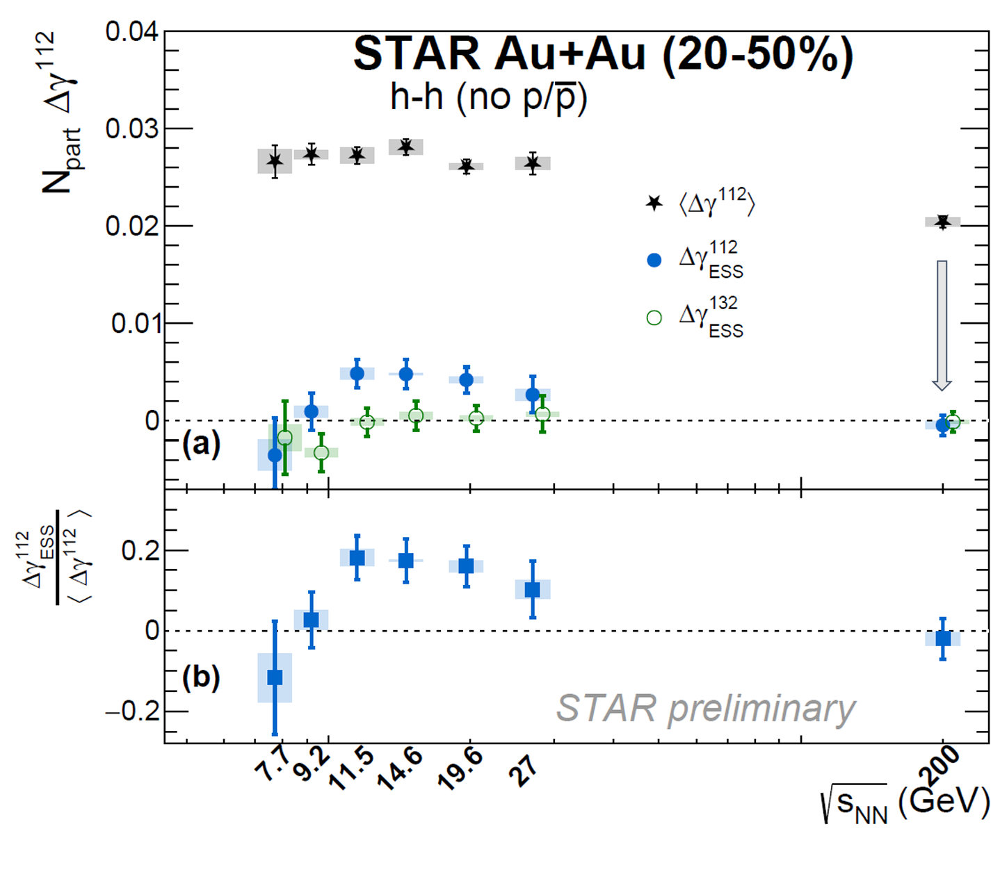 STAR Au+Au (20-50%)
h-h (no p/p̅)
N_part Δγ^112
0.04
0.03
0.02
0.01
0
⟨Δγ^112⟩
Δγ^112_ESS
Δγ^132_ESS
(a)
Δγ^112_ESS
⟨Δγ^112⟩
0.2
0
−0.2
(b)
STAR preliminary
7.7 9.2 11.5 14.6 19.6 27 200
√s_NN (GeV)